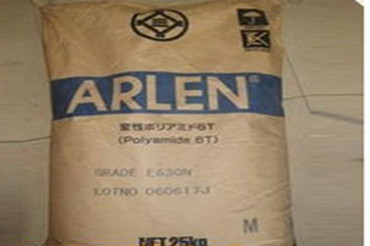 ARLEN®
変性ポリアミド6T
(Polyamide 6T)
GRADE E630N
LOTNO 060617J
M
NET 25kg